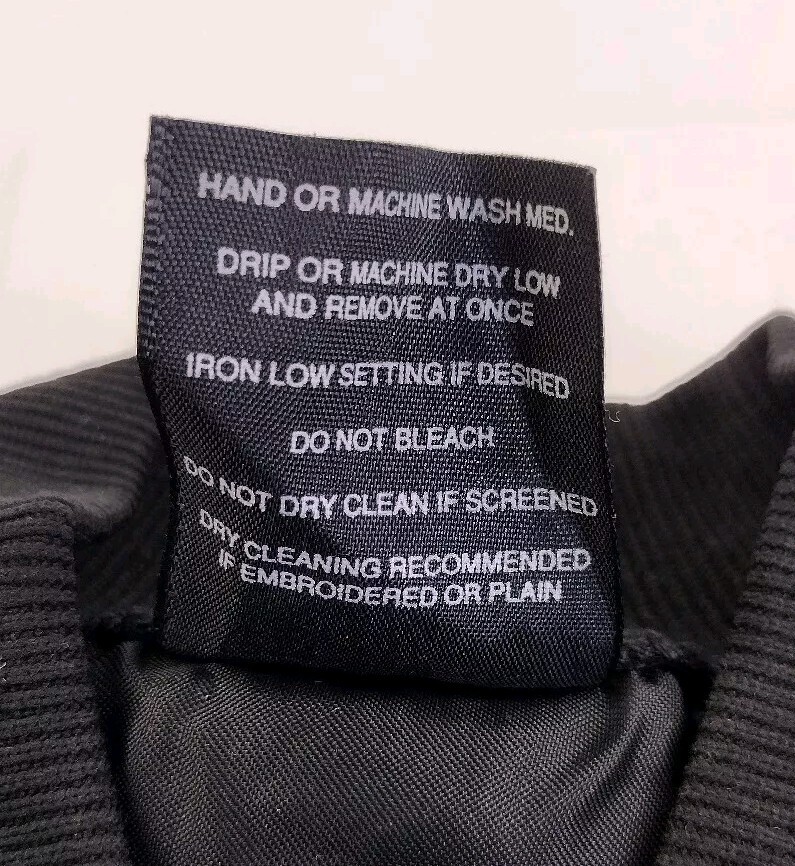 HAND OR MACHINE WASH MED.
DRIP OR MACHINE DRY LOW
AND REMOVE AT ONCE
IRON LOW SETTING IF DESIRED
DO NOT BLEACH
DO NOT DRY CLEAN IF SCREENED
DRY CLEANING RECOMMENDED
IF EMBROIDERED OR PLAIN